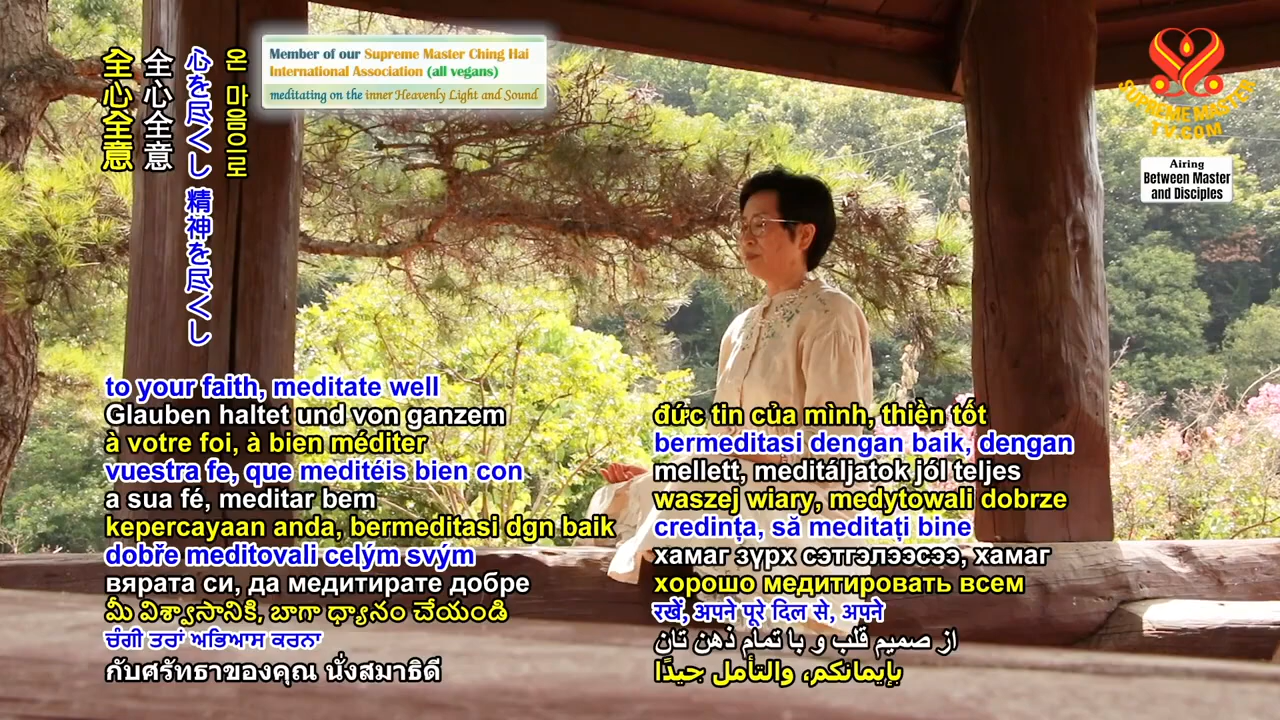 全心全意
全心全意
心を尽くし 精神を尽くし
온 마음으로
Member of our Supreme Master Ching Hai
International Association (all vegans)
meditating on the inner Heavenly Light and Sound
SUPREME MASTER
TV.COM
Airing
Between Master
and Disciples
to your faith, meditate well
Glauben haltet und von ganzem
à votre foi, à bien méditer
vuestra fe, que meditéis bien con
a sua fé, meditar bem
kepercayaan anda, bermeditasi dgn baik
dobře meditovali celým svým
вярата си, да медитирате добре
మీ విశ్వాసానికి, బాగా ధ్యానం చేయండి
ਚੰਗੀ ਤਰਾਂ ਅਭਿਆਸ ਕਰਨਾ
กับศรัทธาของคุณ นั่งสมาธิดี
đức tin của mình, thiền tốt
bermeditasi dengan baik, dengan
mellett, meditáljatok jól teljes
waszej wiary, medytowali dobrze
credința, să meditați bine
хамаг зүрх сэтгэлээсээ, хамаг
хорошо медитировать всем
रखें, अपने पूरे दिल से, अपने
از صمیم قلب و با تمام ذهن تان
بإيمانكم، والتأمل جيدًا